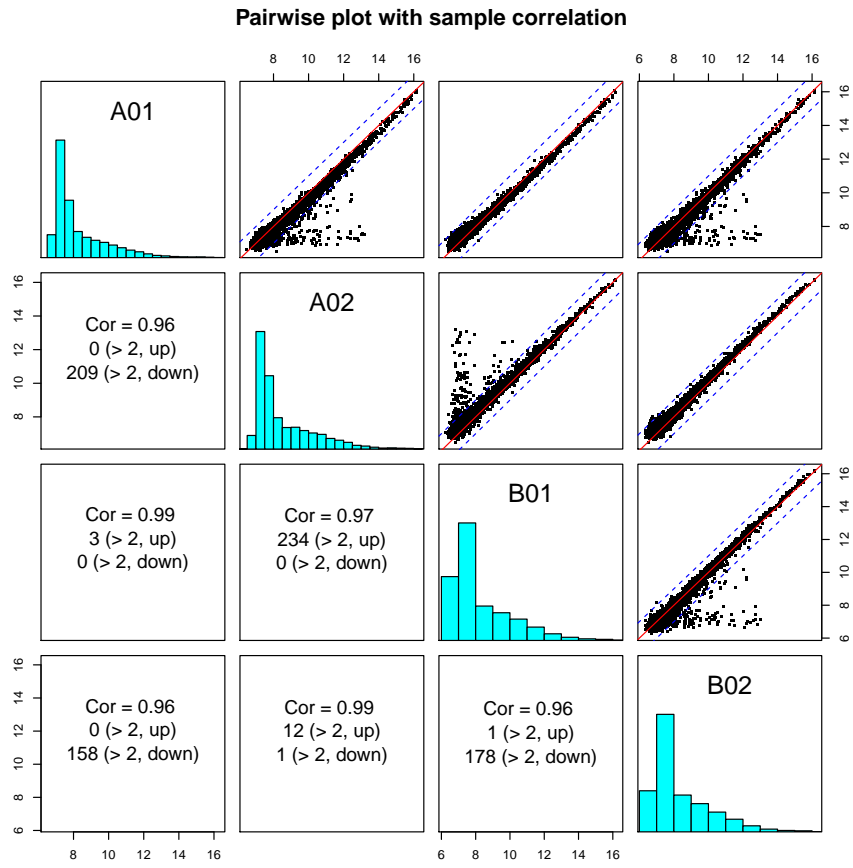 Pairwise plot with sample correlation
8 10 12 14 16
6 8 10 12 14 16
A01
8 10 12 14 16
8 10 12 14 16
Cor = 0.96
0 (> 2, up)
209 (> 2, down)
A02
Cor = 0.99
3 (> 2, up)
0 (> 2, down)
Cor = 0.97
234 (> 2, up)
0 (> 2, down)
B01
6 8 10 12 14 16
6 8 10 12 14 16
Cor = 0.96
0 (> 2, up)
158 (> 2, down)
Cor = 0.99
12 (> 2, up)
1 (> 2, down)
Cor = 0.96
1 (> 2, up)
178 (> 2, down)
B02
8 10 12 14 16
6 8 10 12 14 16